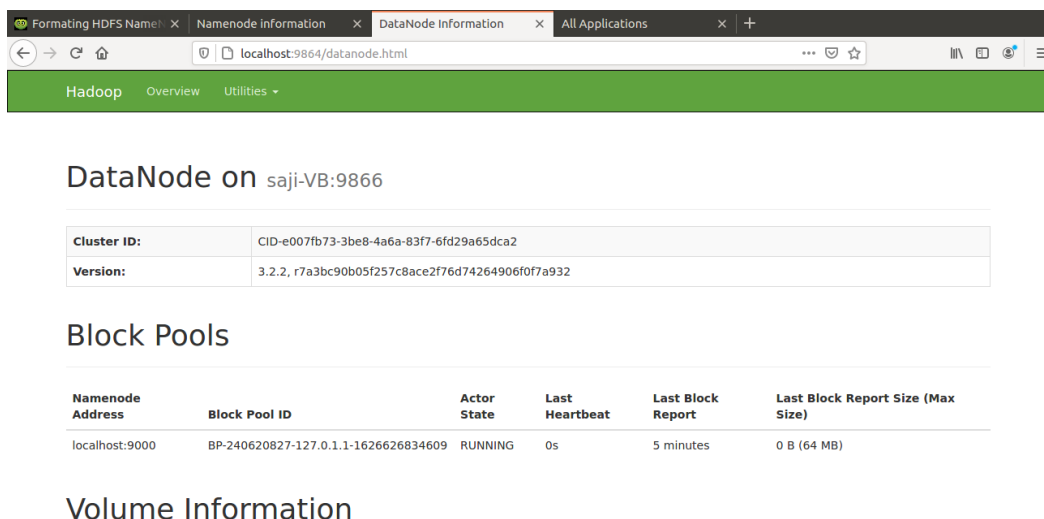 Formating HDFS NameN
Namenode information
DataNode Information
All Applications
localhost:9864/datanode.html
Hadoop Overview Utilities
DataNode on saji-VB:9866
Cluster ID: CID-e007fb73-3be8-4a6a-83f7-6fd29a65dca2
Version: 3.2.2, r7a3bc90b05f257c8ace2f76d74264906f0f7a932
Block Pools
Namenode Address Block Pool ID Actor State Last Heartbeat Last Block Report Last Block Report Size (Max Size)
localhost:9000 BP-240620827-127.0.1.1-1626626834609 RUNNING 0s 5 minutes 0 B (64 MB)
Volume Information